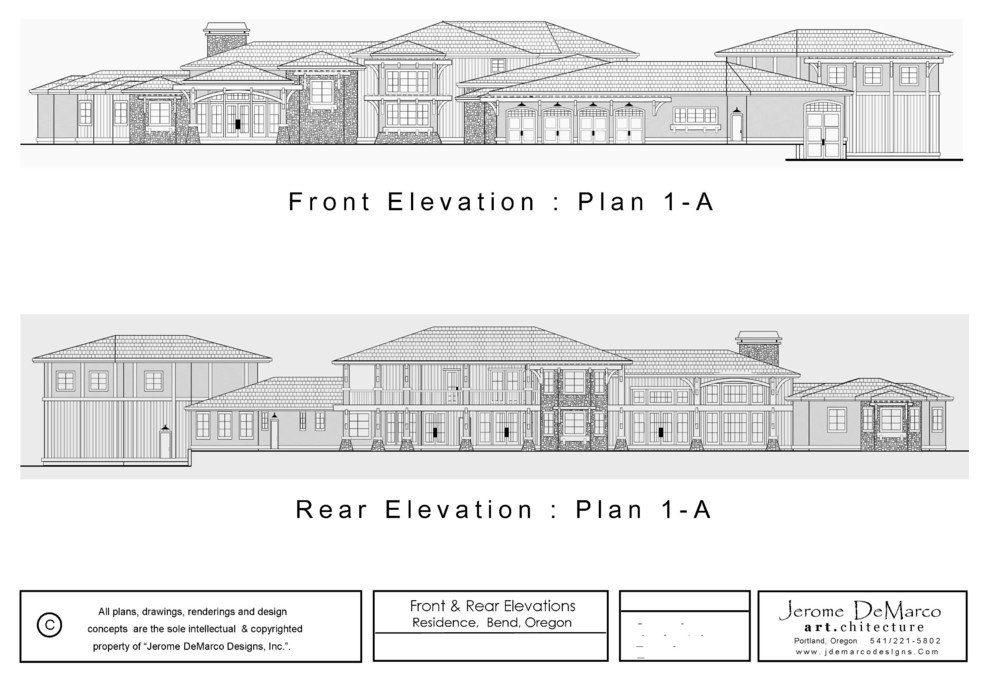 Front Elevation : Plan 1-A
Rear Elevation : Plan 1-A
C
All plans, drawings, renderings and design
concepts are the sole intellectual & copyrighted
property of "Jerome DeMarco Designs, Inc.".
Front & Rear Elevations
Residence, Bend, Oregon
Jerome DeMarco
art.chitecture
Portland, Oregon 541/221-5802
www.jdemarcodesigns.Com